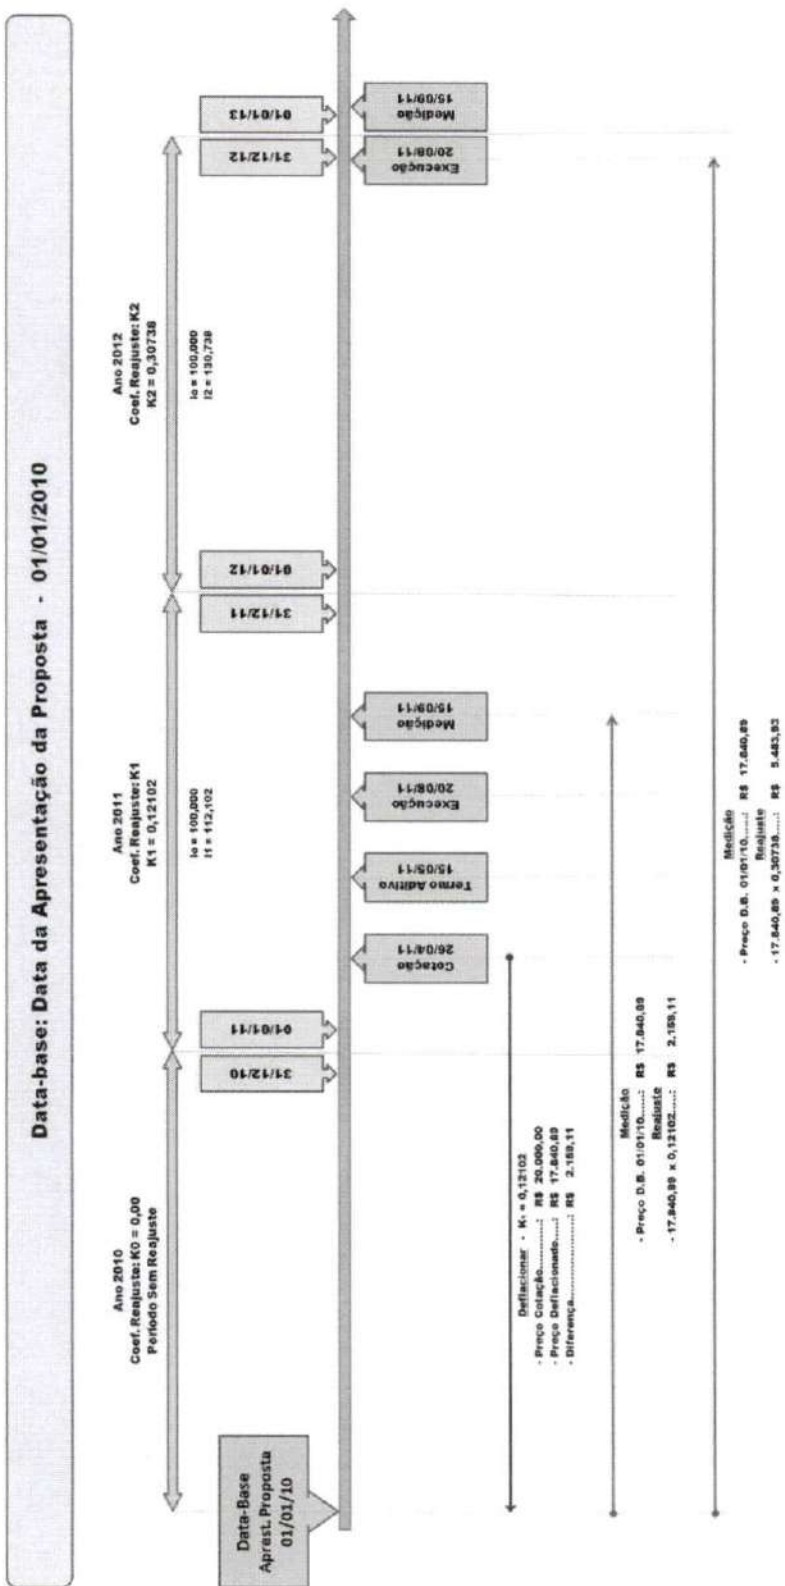 Data-base: Data da Apresentação da Proposta - 01/01/2010
Ano 2010
Coef. Reajuste: K0 = 0,00
Período Sem Reajuste
Ano 2011
Coef. Reajuste: K1
K1 = 0,12102
Io = 100,000
I1 = 112,102
Ano 2012
Coef. Reajuste: K2
K2 = 0,30738
Io = 100,000
I2 = 130,738
Data-Base
Aprest. Proposta
01/01/10
31/12/10
01/01/11
31/12/11
01/01/12
31/12/12
01/01/13
Cotação
26/04/11
Termo Aditivo
15/05/11
Execução
20/08/11
Medição
15/09/11
Execução
20/08/11
Medição
15/09/11
Deflacionar - K1 = 0,12102
- Preço Cotação............: R$ 20.000,00
- Preço Deflacionado.....: R$ 17.840,89
- Diferença.....................: R$ 2.159,11
Medição
- Preço D.B. 01/01/10......: R$ 17.840,89
Reajuste
- 17.840,89 x 0,12102.....: R$ 2.159,11
Medição
- Preço D.B. 01/01/10......: R$ 17.840,89
Reajuste
- 17.840,89 x 0,30738.....: R$ 5.483,93